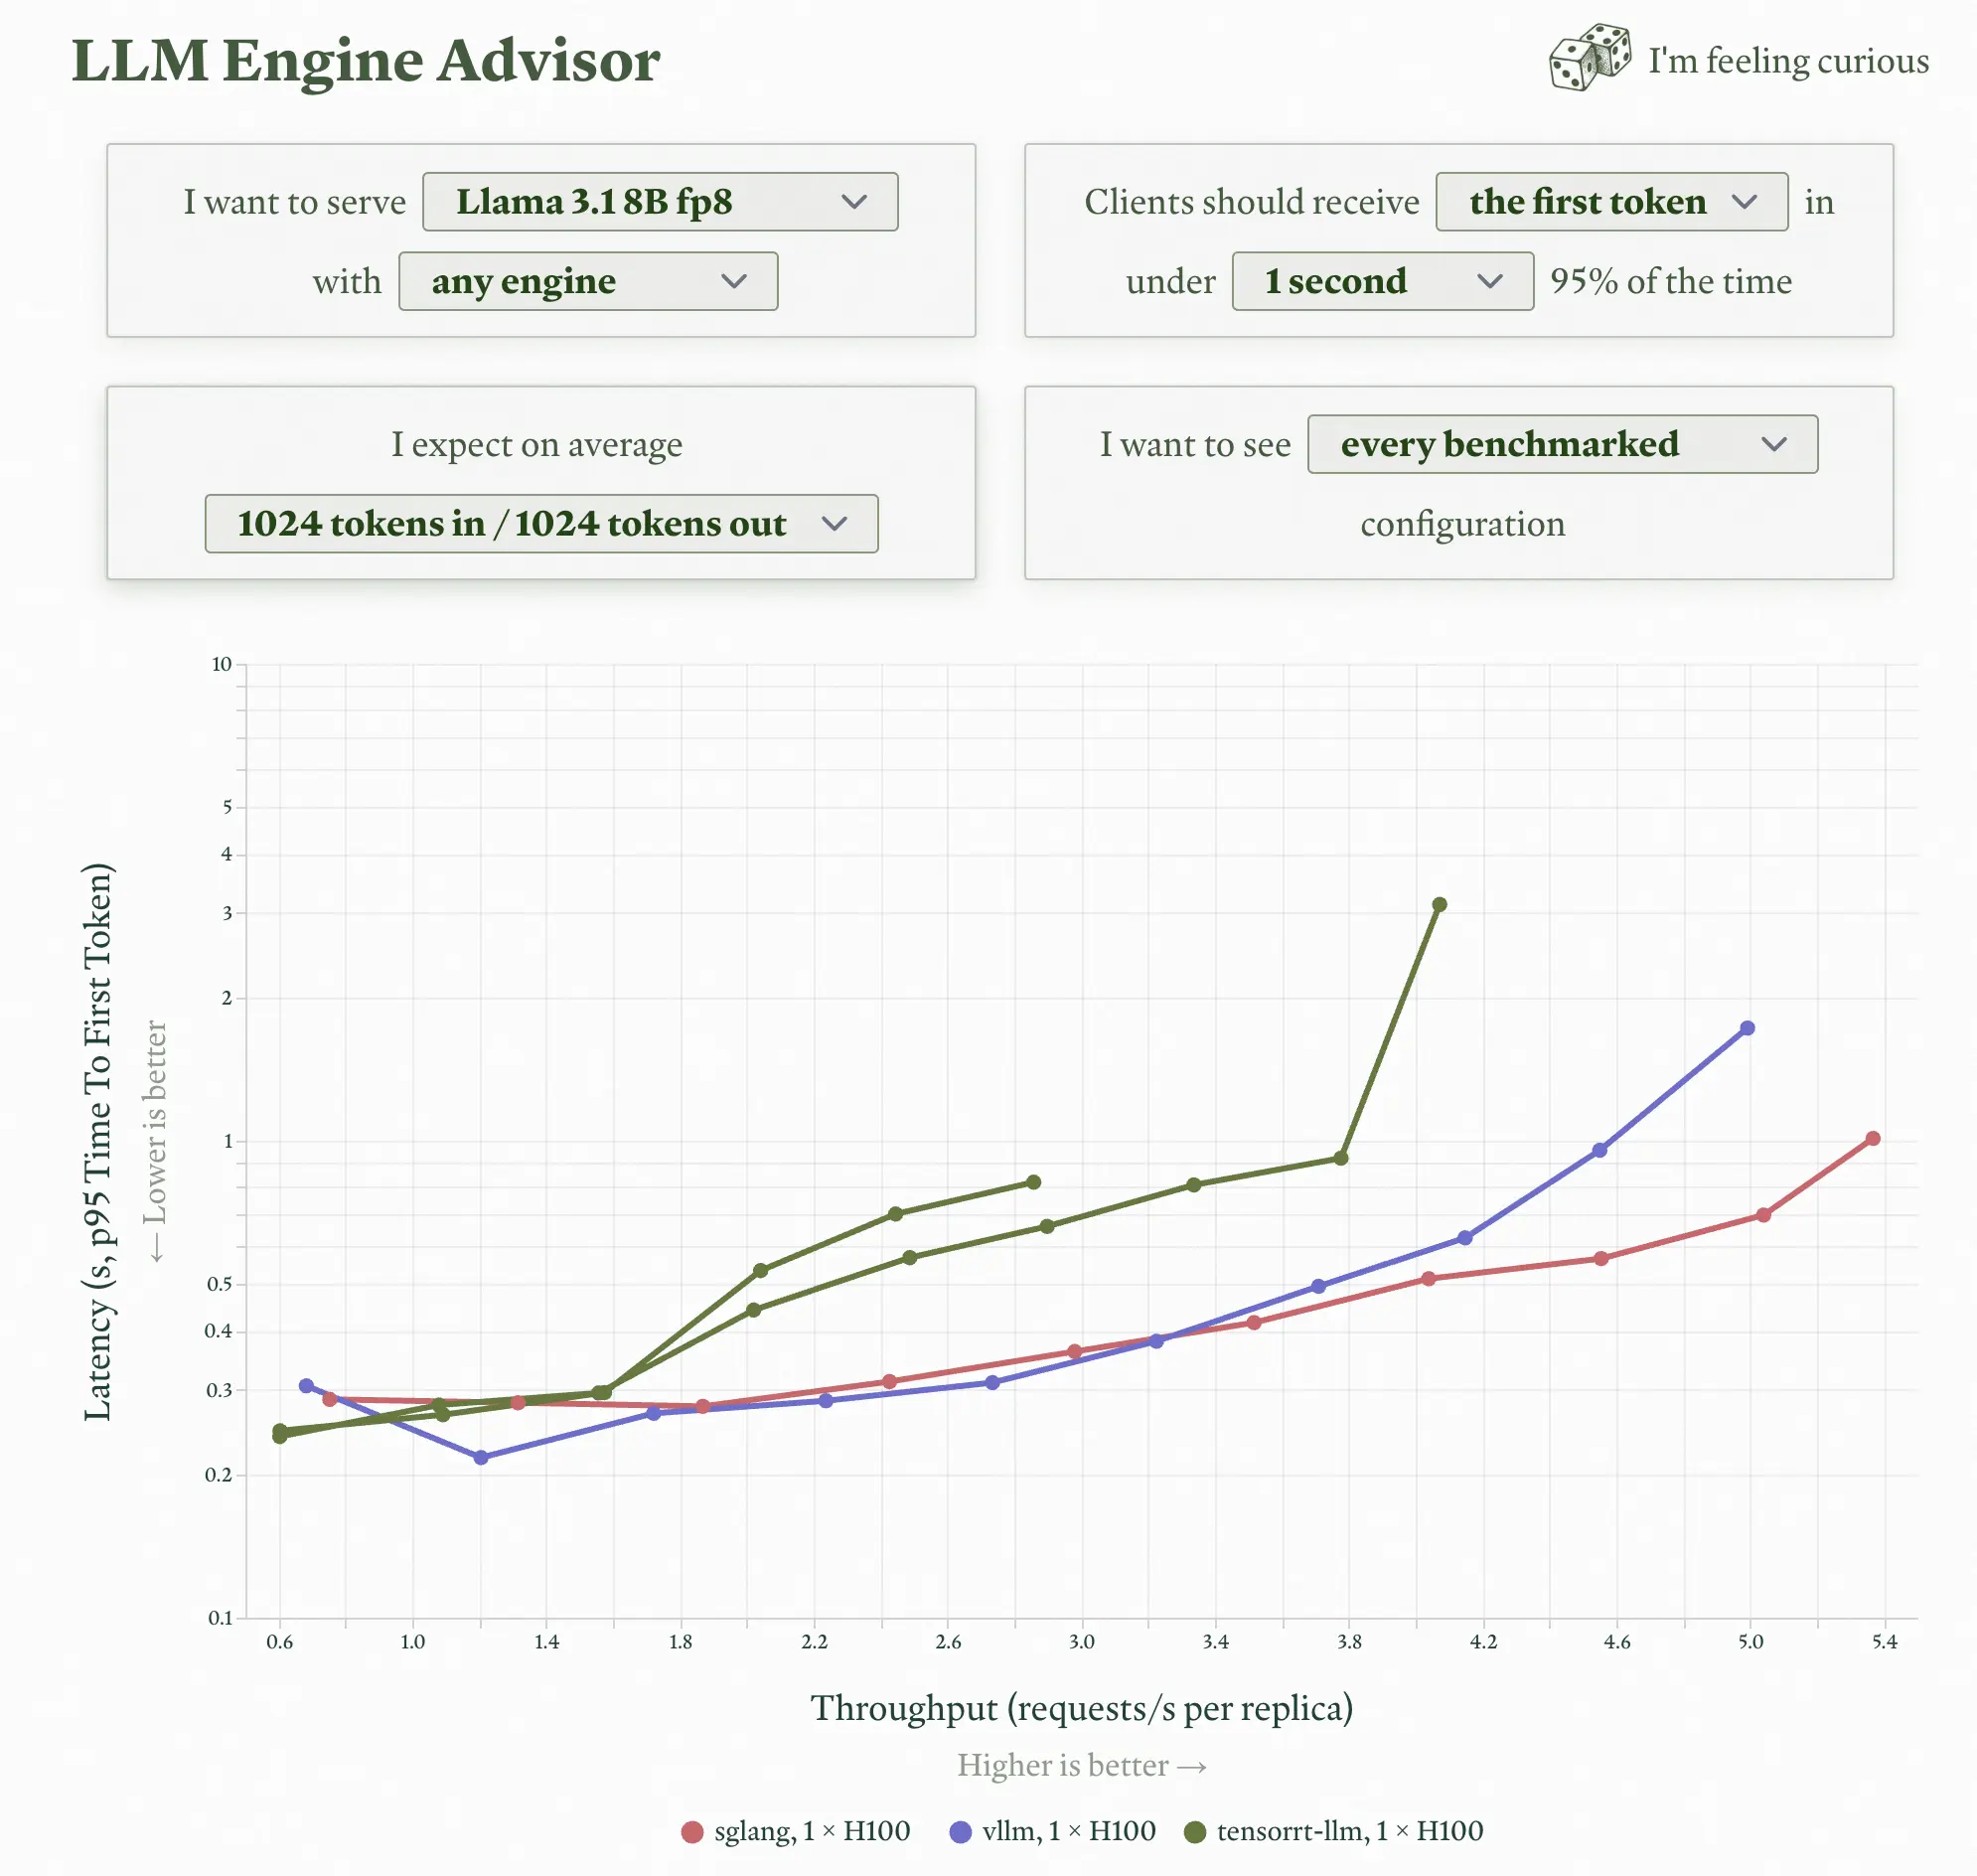 LLM Engine Advisor
I'm feeling curious
I want to serve Llama 3.1 8B fp8
with any engine
Clients should receive the first token in
under 1 second 95% of the time
I expect on average
1024 tokens in / 1024 tokens out
I want to see every benchmarked
configuration
Latency (s, p95 Time To First Token)
← Lower is better
10
5
4
3
2
1
0.5
0.4
0.3
0.2
0.1
0.6 1.0 1.4 1.8 2.2 2.6 3.0 3.4 3.8 4.2 4.6 5.0 5.4
Throughput (requests/s per replica)
Higher is better →
sglang, 1 × H100 vllm, 1 × H100 tensorrt-llm, 1 × H100